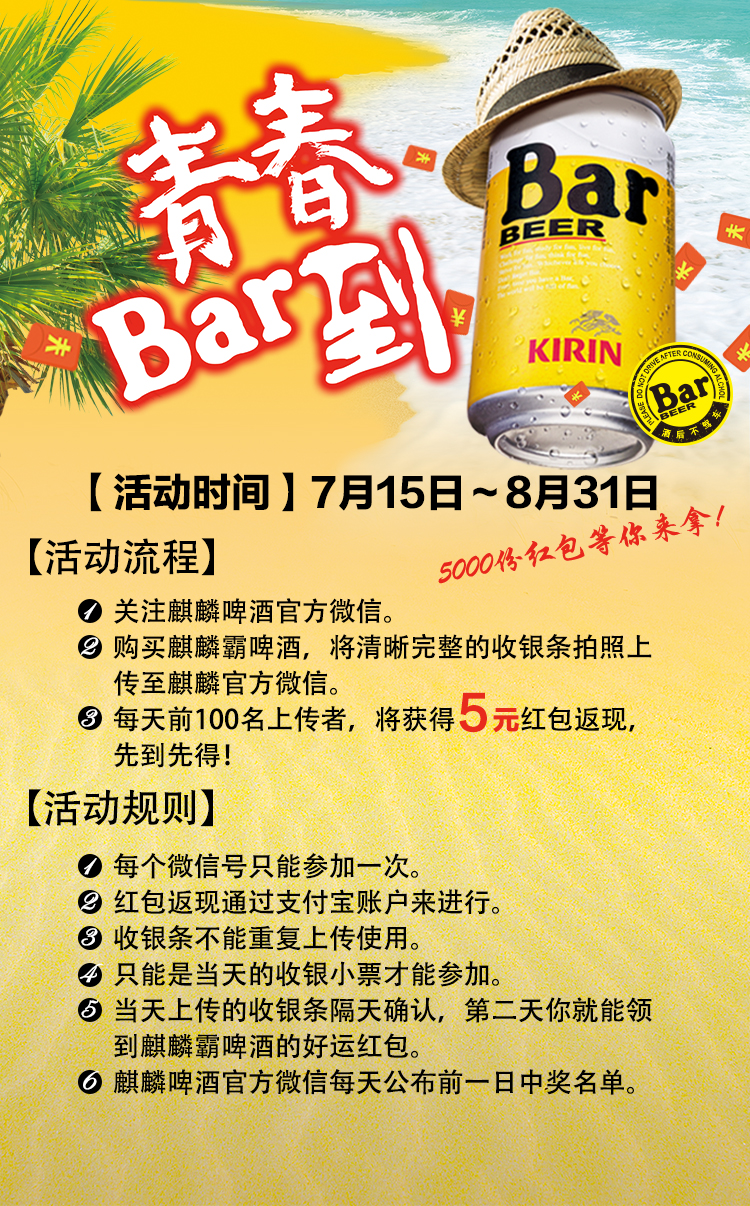 青春
Bar到
Bar
BEER
KIRIN
PLEASE DO NOT DRIVE AFTER CONSUMING ALCHOL
Bar
BEER
酒后不驾车
【活动时间】7月15日~8月31日
5000份红包等你来拿!
【活动流程】
1 关注麒麟啤酒官方微信。
2 购买麒麟霸啤酒，将清晰完整的收银条拍照上
传至麒麟官方微信。
3 每天前100名上传者，将获得5元红包返现，
先到先得!
【活动规则】
1 每个微信号只能参加一次。
2 红包返现通过支付宝账户来进行。
3 收银条不能重复上传使用。
4 只能是当天的收银小票才能参加。
5 当天上传的收银条隔天确认，第二天你就能领
到麒麟霸啤酒的好运红包。
6 麒麟啤酒官方微信每天公布前一日中奖名单。